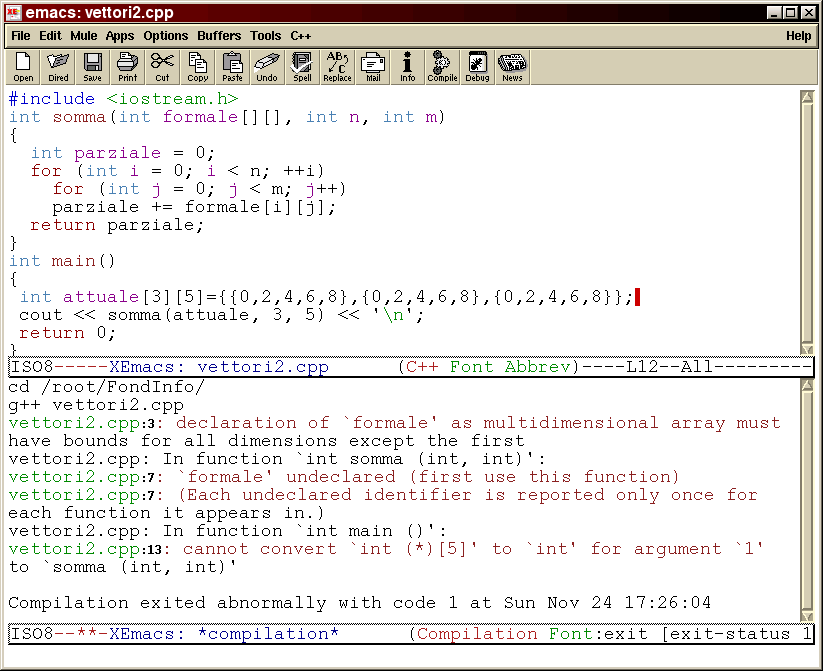 emacs: vettori2.cpp
File Edit Mule Apps Options Buffers Tools C++ Help
Open Dired Save Print Cut Copy Paste Undo Spell Replace Mail Info Compile Debug News
#include <iostream.h>
int somma(int formale[][], int n, int m)
{
  int parziale = 0;
  for (int i = 0; i < n; ++i)
    for (int j = 0; j < m; j++)
    parziale += formale[i][j];
  return parziale;
}
int main()
{
 int attuale[3][5]={{0,2,4,6,8},{0,2,4,6,8},{0,2,4,6,8}};
 cout << somma(attuale, 3, 5) << '\n';
 return 0;
}
ISO8-----XEmacs: vettori2.cpp      (C++ Font Abbrev)----L12--All---------
cd /root/FondInfo/
g++ vettori2.cpp
vettori2.cpp:3: declaration of `formale' as multidimensional array must
have bounds for all dimensions except the first
vettori2.cpp: In function `int somma (int, int)':
vettori2.cpp:7: `formale' undeclared (first use this function)
vettori2.cpp:7: (Each undeclared identifier is reported only once for
each function it appears in.)
vettori2.cpp: In function `int main ()':
vettori2.cpp:13: cannot convert `int (*)[5]' to `int' for argument `1'
to `somma (int, int)'
Compilation exited abnormally with code 1 at Sun Nov 24 17:26:04
ISO8--**-XEmacs: *compilation*      (Compilation Font:exit [exit-status 1